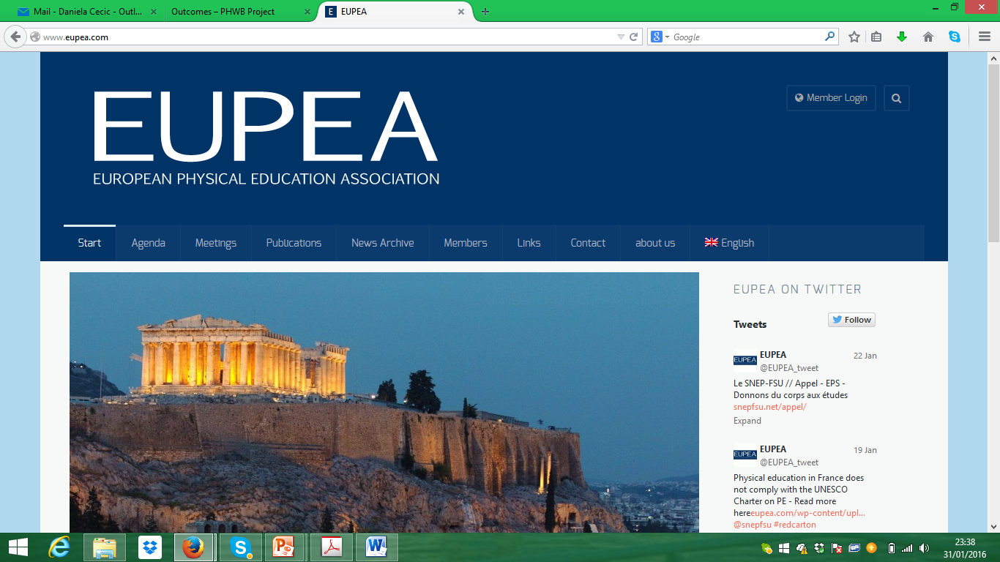 Mail - Daniela Cecic - Outl...
Outcomes – PHWB Project
E EUPEA
www.eupea.com
Google
EUPEA
EUROPEAN PHYSICAL EDUCATION ASSOCIATION
Member Login
Start
Agenda
Meetings
Publications
News Archive
Members
Links
Contact
about us
English
EUPEA ON TWITTER
Tweets
Follow
EUPEA
EUPEA
22 Jan
@EUPEA_tweet
Le SNEP-FSU // Appel - EPS -
Donnons du corps aux études
snepfsu.net/appel/
Expand
EUPEA
EUPEA
19 Jan
@EUPEA_tweet
Physical education in France does
not comply with the UNESCO
Charter on PE - Read more
hereeupea.com/wp-content/upl...
@snepfsu #redcarton
23:38
31/01/2016